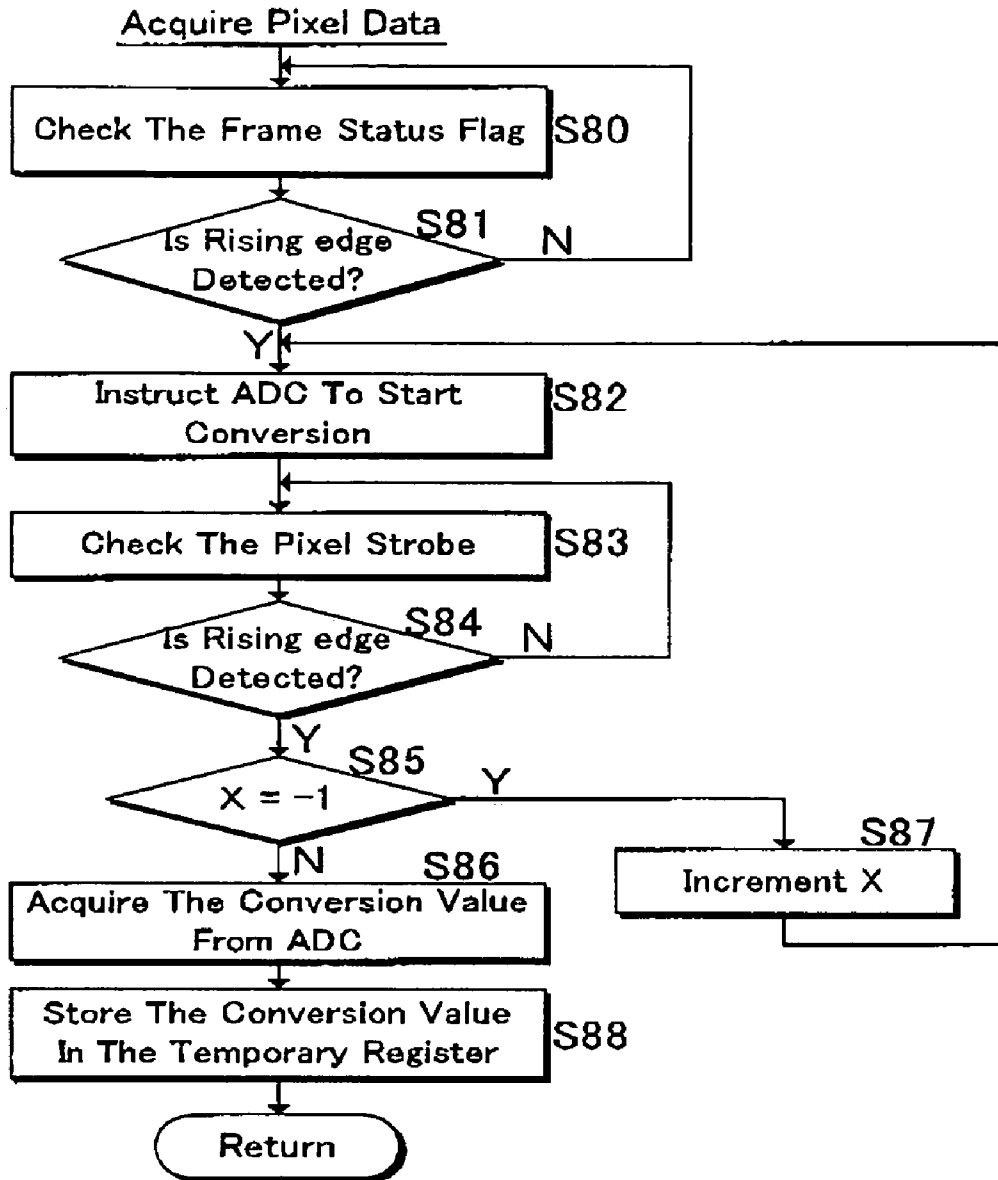 Acquire Pixel Data
Check The Frame Status Flag
S80
S81
Is Rising edge
Detected?
N
Y
Instruct ADC To Start
Conversion
S82
Check The Pixel Strobe
S83
S84
Is Rising edge
Detected?
N
Y
S85
X = -1
Y
N
S87
Increment X
S86
Acquire The Conversion Value
From ADC
Store The Conversion Value
In The Temporary Register
S88
Return